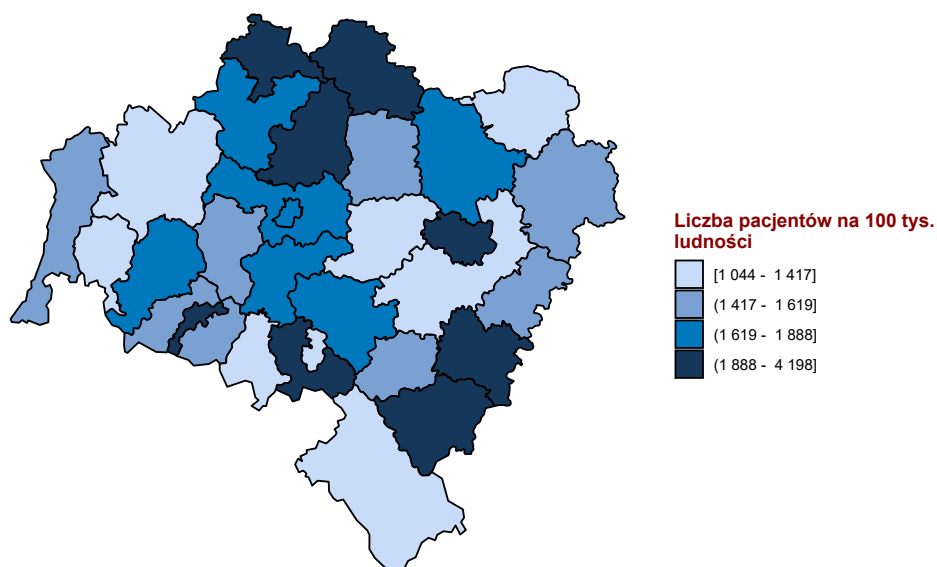 Liczba pacjentów na 100 tys.
ludności
[1 044 - 1 417]
(1 417 - 1 619]
(1 619 - 1 888]
(1 888 - 4 198]